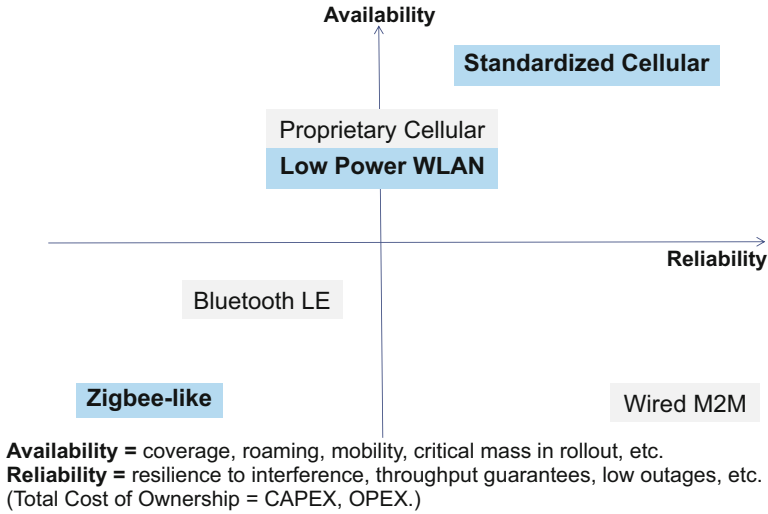 Availability
Standardized Cellular
Proprietary Cellular
Low Power WLAN
Reliability
Bluetooth LE
Zigbee-like
Wired M2M
Availability = coverage, roaming, mobility, critical mass in rollout, etc.
Reliability = resilience to interference, throughput guarantees, low outages, etc.
(Total Cost of Ownership = CAPEX, OPEX.)